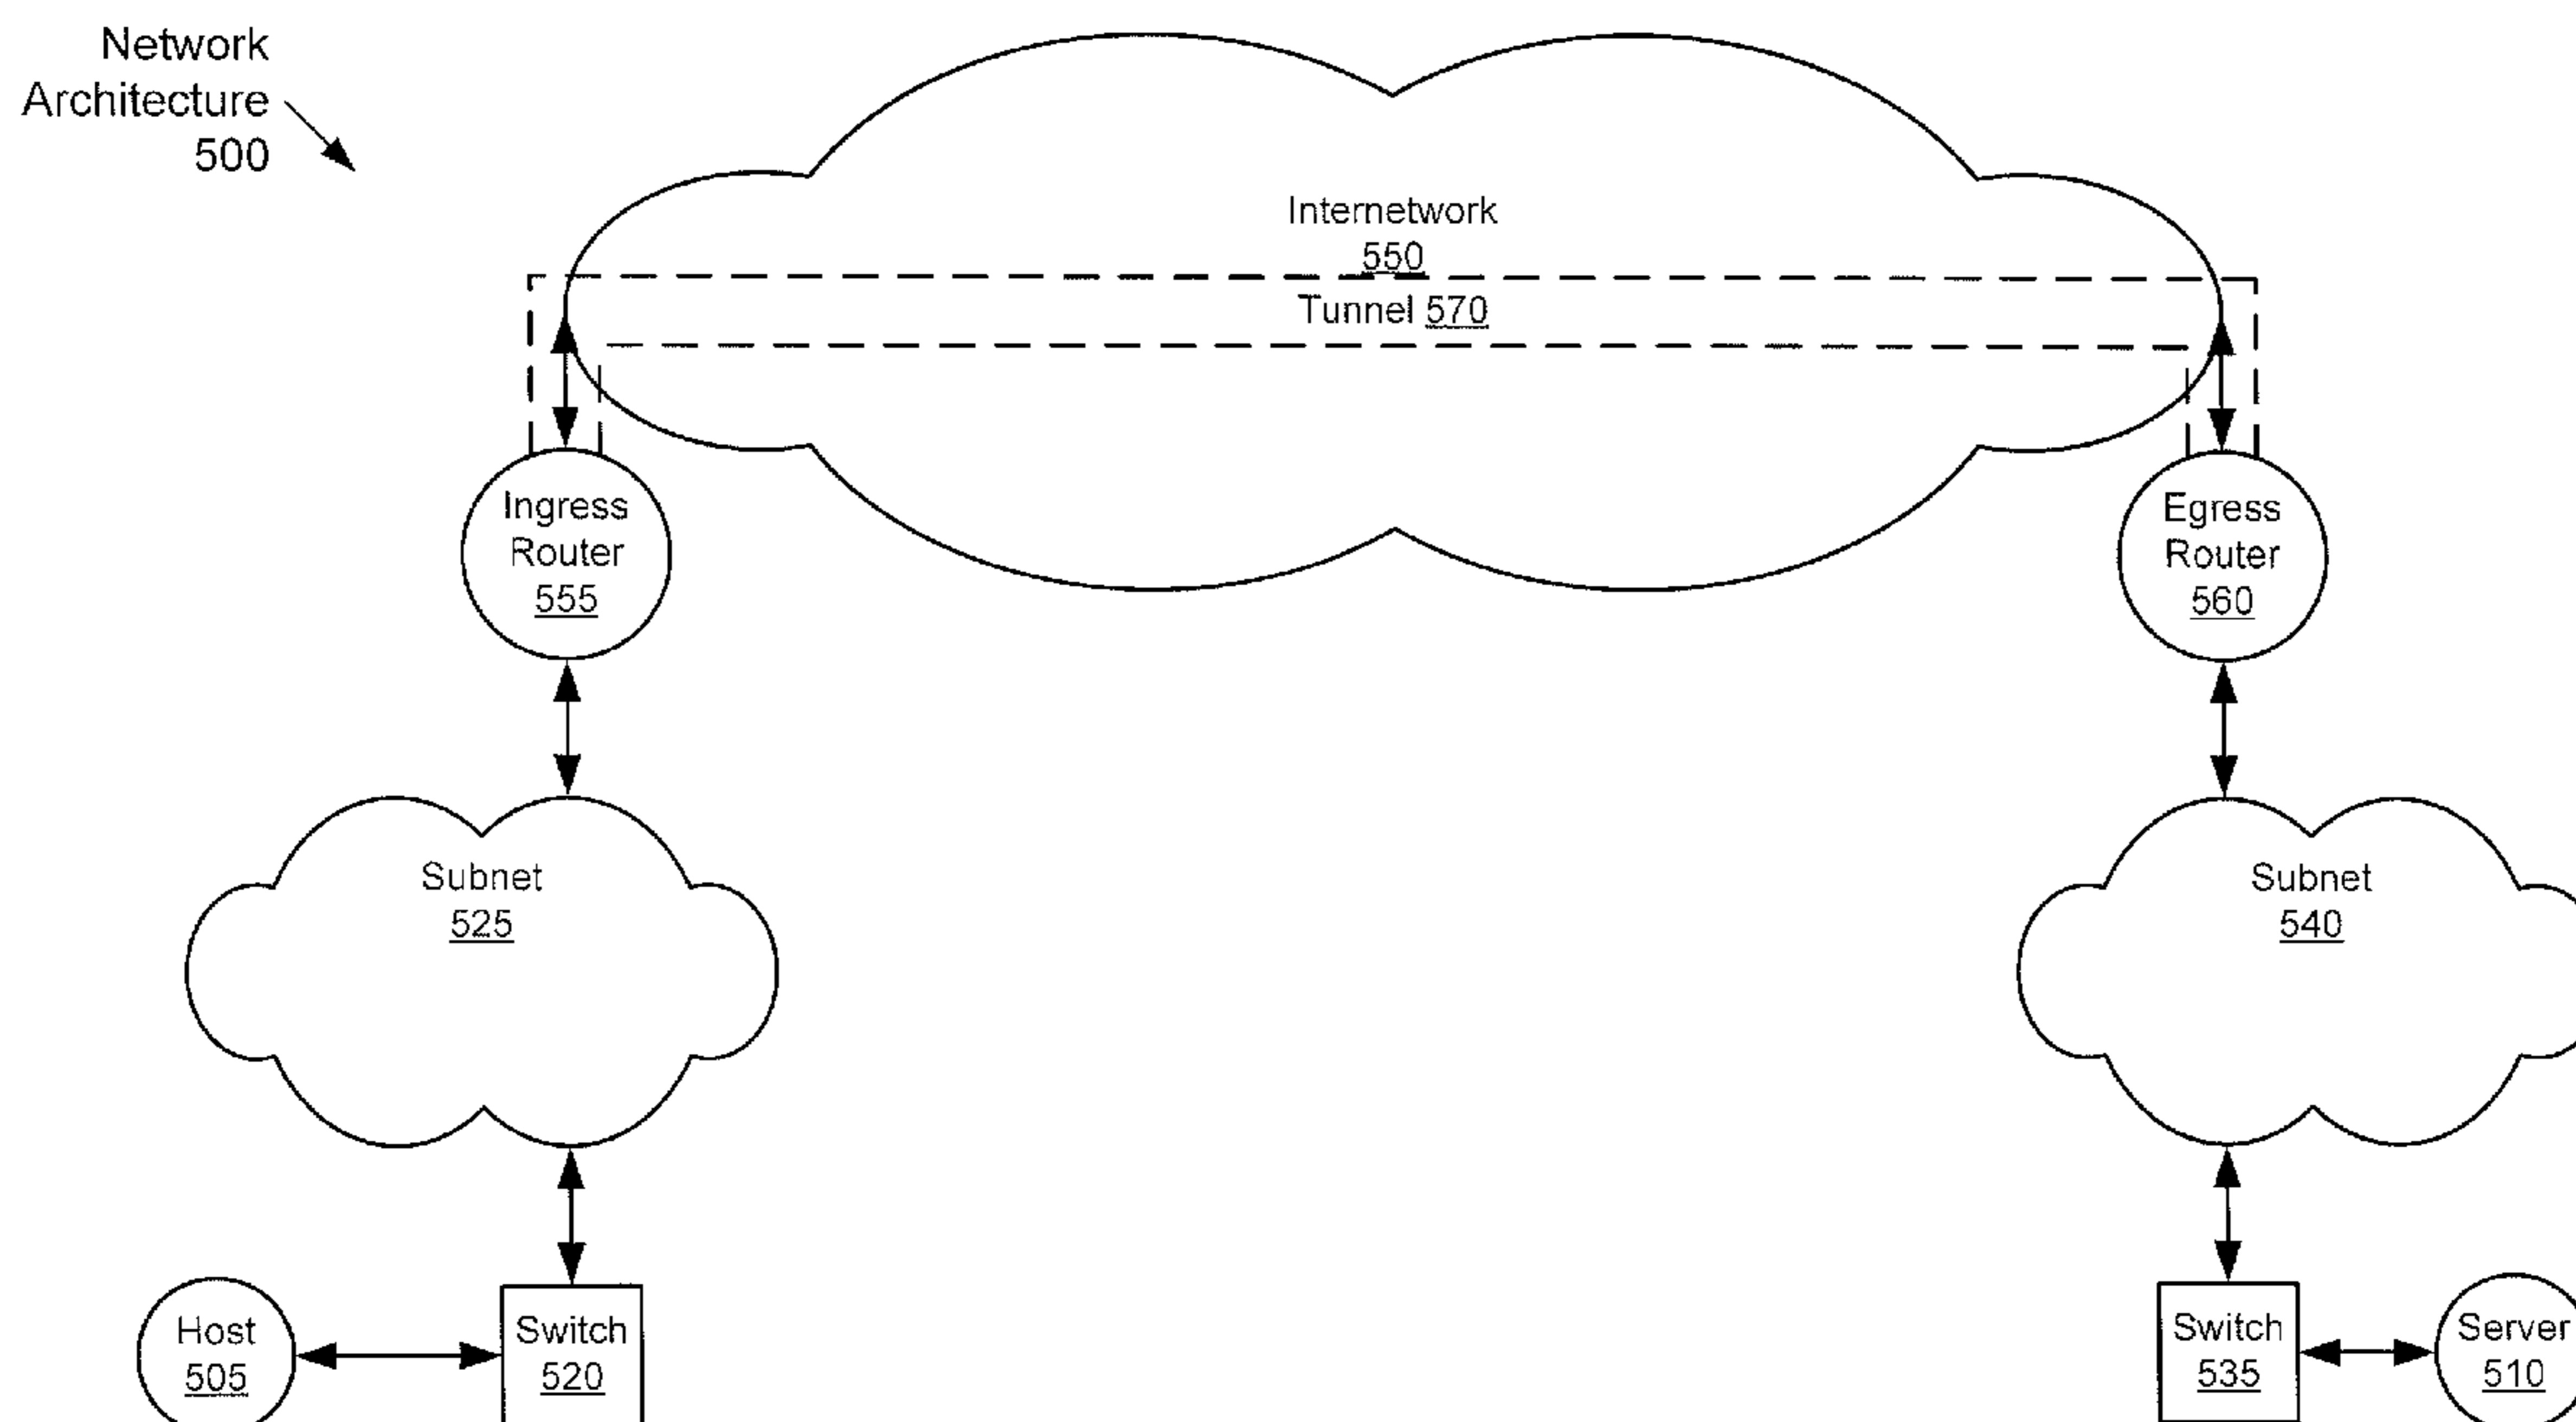 Network
Architecture
500
Internetwork
550
Tunnel 570
Ingress
Router
555
Egress
Router
560
Subnet
525
Subnet
540
Host
505
Switch
520
Switch
535
Server
510